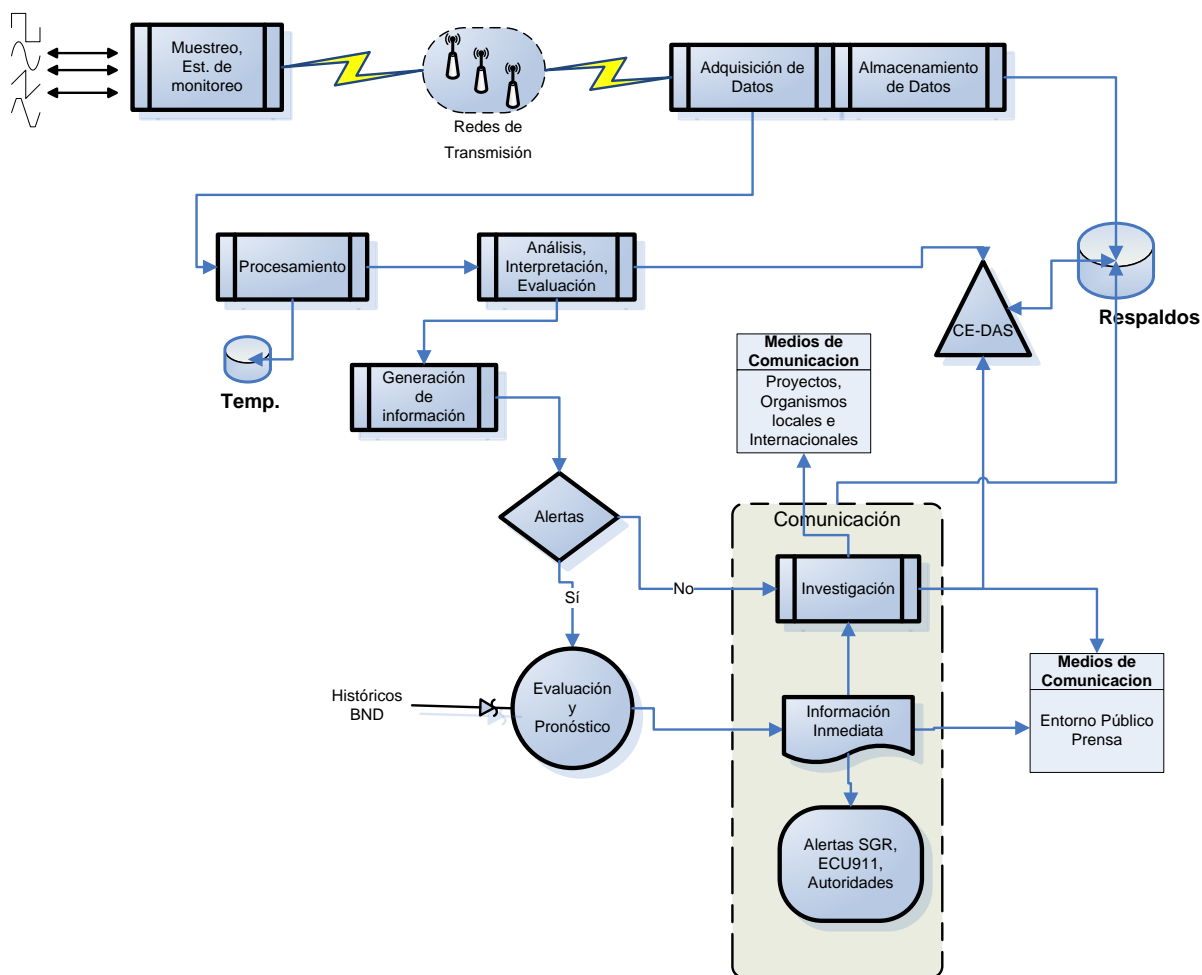 Muestreo,
Est. de
monitoreo
Redes de
Transmisión
Adquisición de
Datos
Almacenamiento
de Datos
Procesamiento
Análisis,
Interpretación,
Evaluación
Respaldos
CE-DAS
Temp.
Generación
de
información
Medios de
Comunicacion
Proyectos,
Organismos
locales e
Internacionales
Alertas
Comunicación
No
Investigación
Sí
Medios de
Comunicacion
Entorno Público
Prensa
Históricos
BND
Evaluación
y
Pronóstico
Información
Inmediata
Alertas SGR,
ECU911,
Autoridades